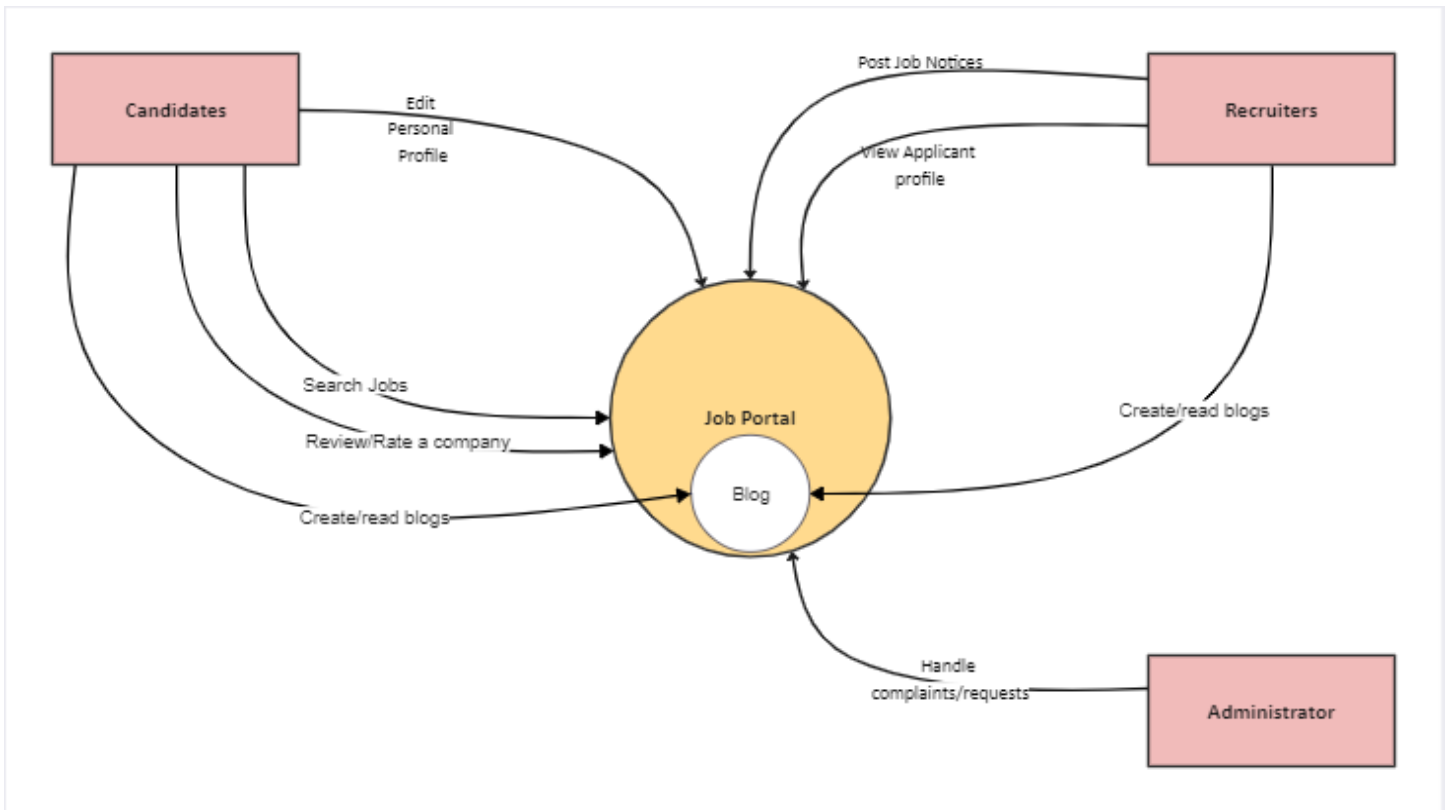 Candidates
Edit
Personal
Profile
Post Job Notices
Recruiters
View Applicant
profile
Search Jobs
Review/Rate a company
Create/read blogs
Job Portal
Blog
Create/read blogs
Handle
complaints/requests
Administrator